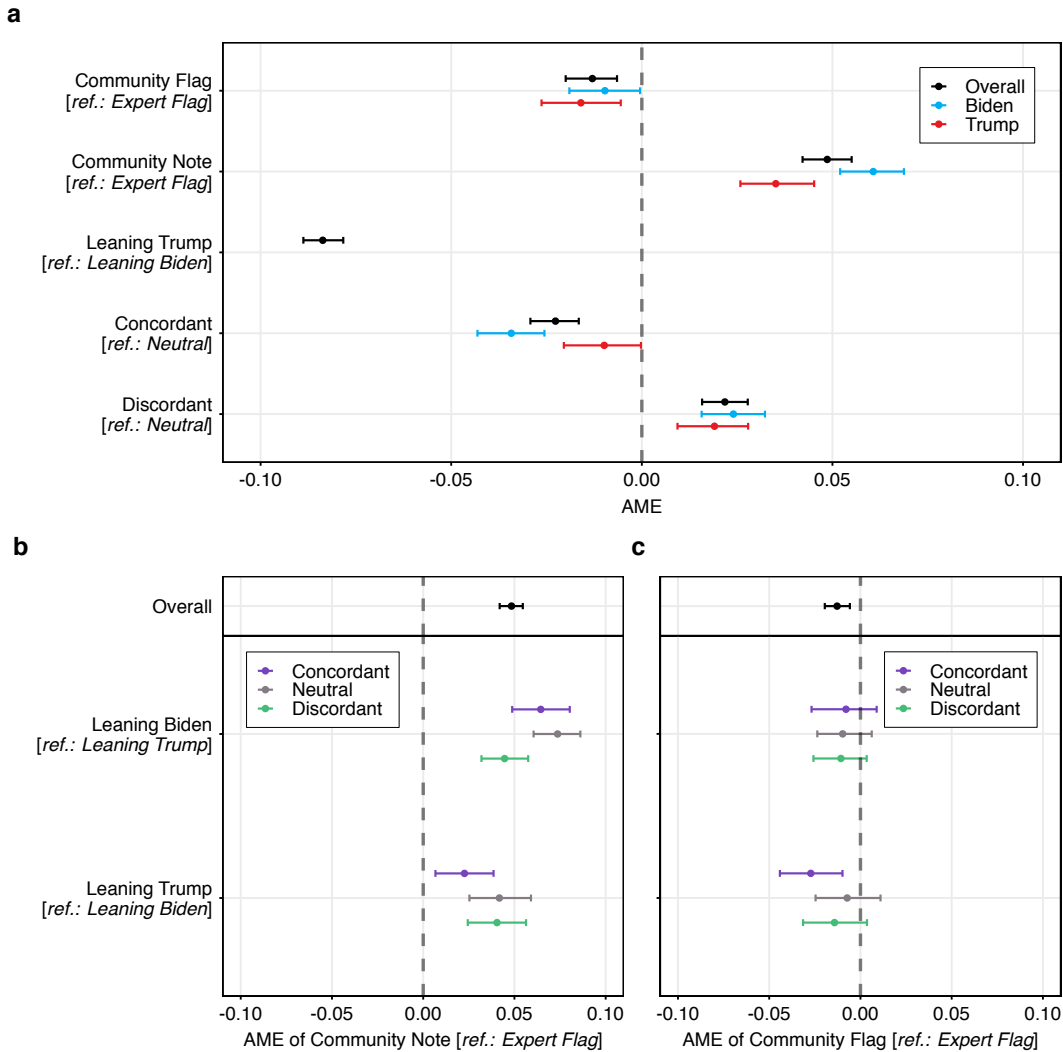 a
Community Flag
[ref.: Expert Flag]
Community Note
[ref.: Expert Flag]
Leaning Trump
[ref.: Leaning Biden]
Concordant
[ref.: Neutral]
Discordant
[ref.: Neutral]
Overall
Biden
Trump
-0.10 -0.05 0.00 0.05 0.10
AME
b
Overall
Leaning Biden
[ref.: Leaning Trump]
Leaning Trump
[ref.: Leaning Biden]
Concordant
Neutral
Discordant
-0.10 -0.05 0.00 0.05 0.10
AME of Community Note [ref.: Expert Flag]
c
Concordant
Neutral
Discordant
-0.10 -0.05 0.00 0.05 0.10
AME of Community Flag [ref.: Expert Flag]